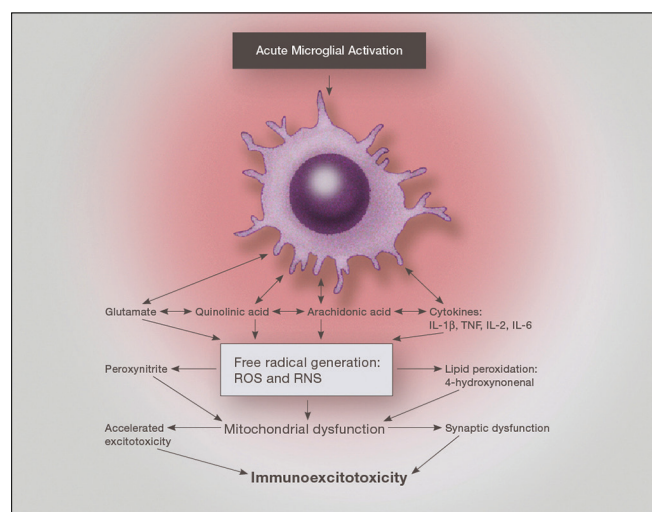 Acute Microglial Activation
Glutamate
Quinolinic acid
Arachidonic acid
Cytokines:
IL-1β, TNF, IL-2, IL-6
Free radical generation:
ROS and RNS
Peroxynitrite
Lipid peroxidation:
4-hydroxynonenal
Accelerated
excitotoxicity
Mitochondrial dysfunction
Synaptic dysfunction
Immunoexcitotoxicity